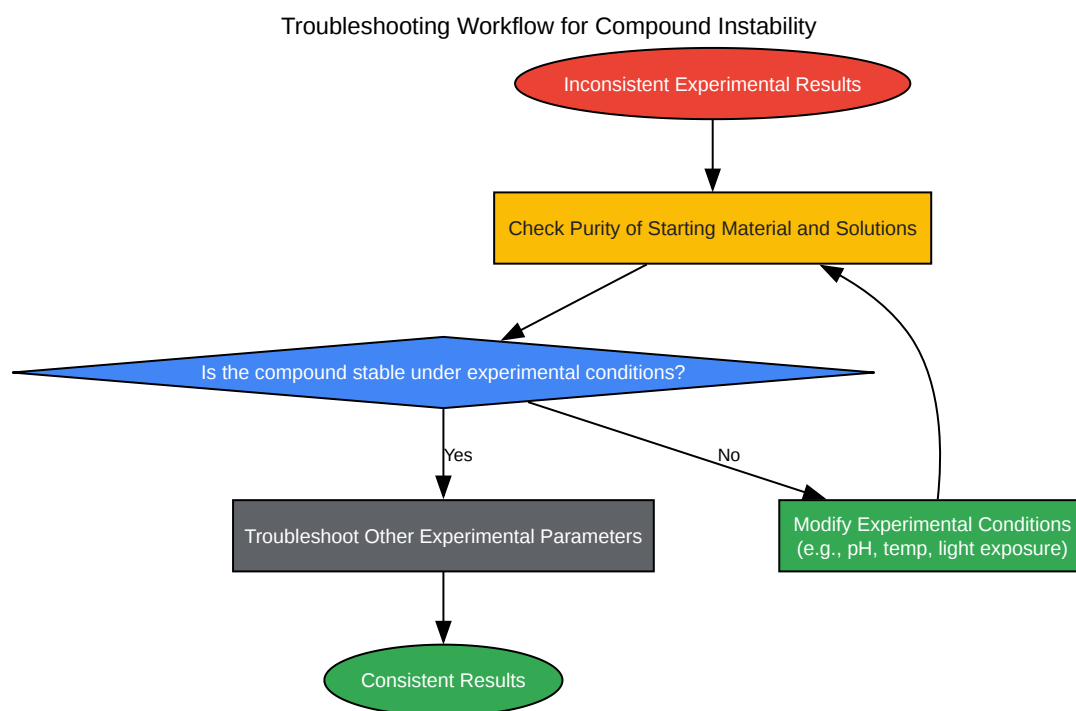 Troubleshooting Workflow for Compound Instability
Inconsistent Experimental Results
Check Purity of Starting Material and Solutions
Is the compound stable under experimental conditions?
Yes
No
Troubleshoot Other Experimental Parameters
Modify Experimental Conditions
(e.g., pH, temp, light exposure)
Consistent Results